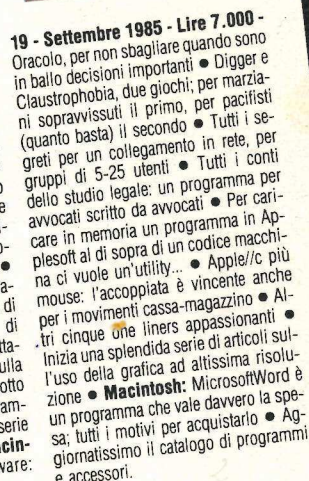 19 - Settembre 1985 - Lire 7.000 -
Oracolo, per non sbagliare quando sono
in ballo decisioni importanti ● Digger e
Claustrophobia, due giochi; per marzia-
ni sopravvissuti il primo, per pacifisti
(quanto basta) il secondo ● Tutti i se-
greti per un collegamento in rete, per
gruppi di 5-25 utenti ● Tutti i conti
dello studio legale: un programma per
avvocati scritto da avvocati ● Per cari-
care in memoria un programma in Ap-
plesoft al di sopra di un codice macchi-
na ci vuole un'utility... ● Apple//c più
mouse: l'accoppiata è vincente anche
per i movimenti cassa-magazzino ● Al-
tri cinque one liners appassionanti ●
Inizia una splendida serie di articoli sul-
l'uso della grafica ad altissima risolu-
zione ● Macintosh: MicrosoftWord è
un programma che vale davvero la spe-
sa; tutti i motivi per acquistarlo ● Ag-
giornatissimo il catalogo di programmi
e accessori.